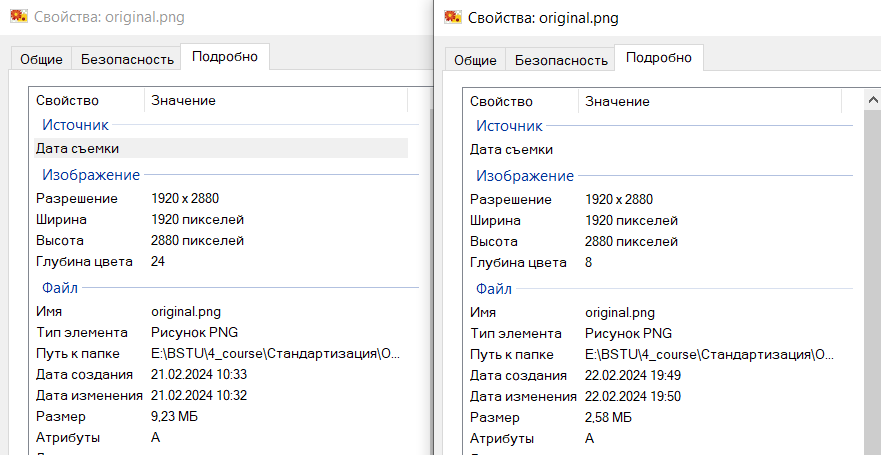 Свойства: original.png
Общие Безопасность Подробно
Свойство Значение
Источник
Дата съемки
Изображение
Разрешение 1920 x 2880
Ширина 1920 пикселей
Высота 2880 пикселей
Глубина цвета 24
Файл
Имя original.png
Тип элемента Рисунок PNG
Путь к папке E:\BSTU\4_course\Стандартизация\О...
Дата создания 21.02.2024 10:33
Дата изменения 21.02.2024 10:32
Размер 9,23 МБ
Атрибуты A
Свойства: original.png
Общие Безопасность Подробно
Свойство Значение
Источник
Дата съемки
Изображение
Разрешение 1920 x 2880
Ширина 1920 пикселей
Высота 2880 пикселей
Глубина цвета 8
Файл
Имя original.png
Тип элемента Рисунок PNG
Путь к папке E:\BSTU\4_course\Стандартизация\О...
Дата создания 22.02.2024 19:49
Дата изменения 22.02.2024 19:50
Размер 2,58 МБ
Атрибуты A